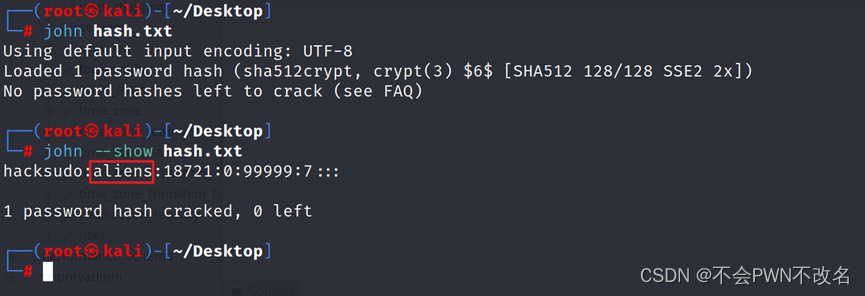 ┌──(root㉿kali)-[~/Desktop]
└─# john hash.txt
Using default input encoding: UTF-8
Loaded 1 password hash (sha512crypt, crypt(3) $6$ [SHA512 128/128 SSE2 2x])
No password hashes left to crack (see FAQ)
┌──(root㉿kali)-[~/Desktop]
└─# john --show hash.txt
hacksudo:aliens:18721:0:99999:7:::
time_zone_transition_ty
1 password hash cracked, 0 left
user
┌──(root㉿kali)-[~/Desktop]
└─#
Console
CSDN @不会PWN不改名